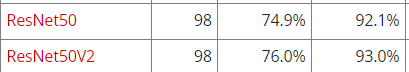 ResNet50 98 74.9% 92.1%
ResNet50V2 98 76.0% 93.0%